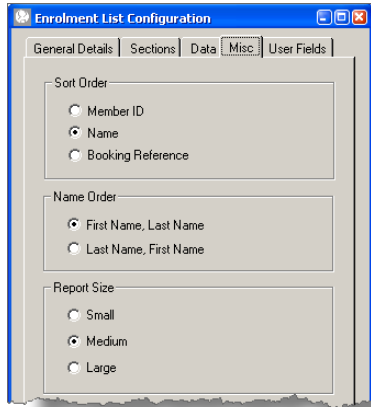 Enrolment List Configuration
General Details Sections Data Misc User Fields
Sort Order
Member ID
Name
Booking Reference
Name Order
First Name, Last Name
Last Name, First Name
Report Size
Small
Medium
Large